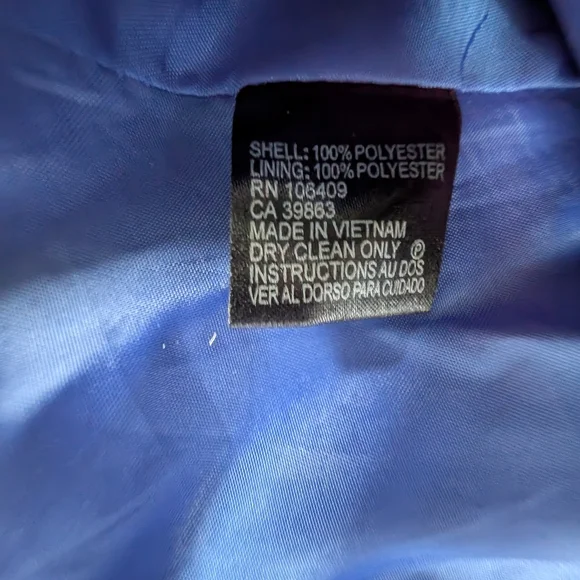 SHELL: 100% POLYESTER
LINING: 100% POLYESTER
RN 106409
CA 39863
MADE IN VIETNAM
DRY CLEAN ONLY Ⓟ
INSTRUCTIONS AU DOS
VER AL DORSO PARA CUIDADO